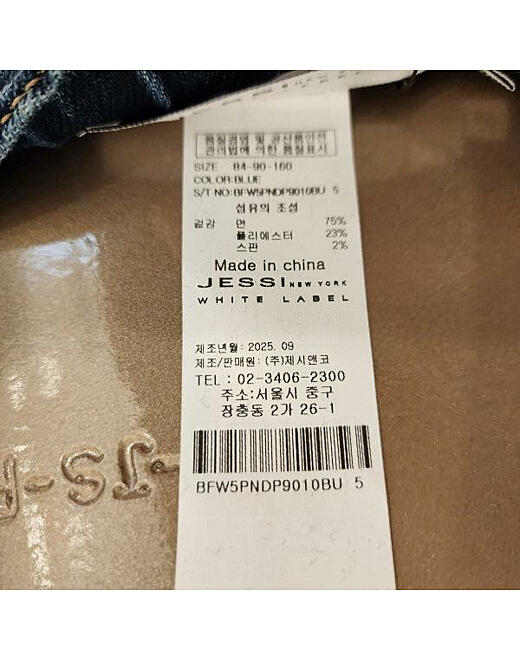 품질경영 및 공산품안전
관리법에 의한 품질표시
SIZE 84-90-160
COLOR:BLUE
S/T NO:BFW5PNDP9010BU 5
섬유의 조성
겉감 면 75%
폴리에스터 23%
스판 2%
Made in china
JESSI NEW YORK
WHITE LABEL
제조년월: 2025. 09
제조/판매원: (주)제시앤코
TEL : 02-3406-2300
주소:서울시 중구
장충동 2가 26-1
BFW5PNDP9010BU 5